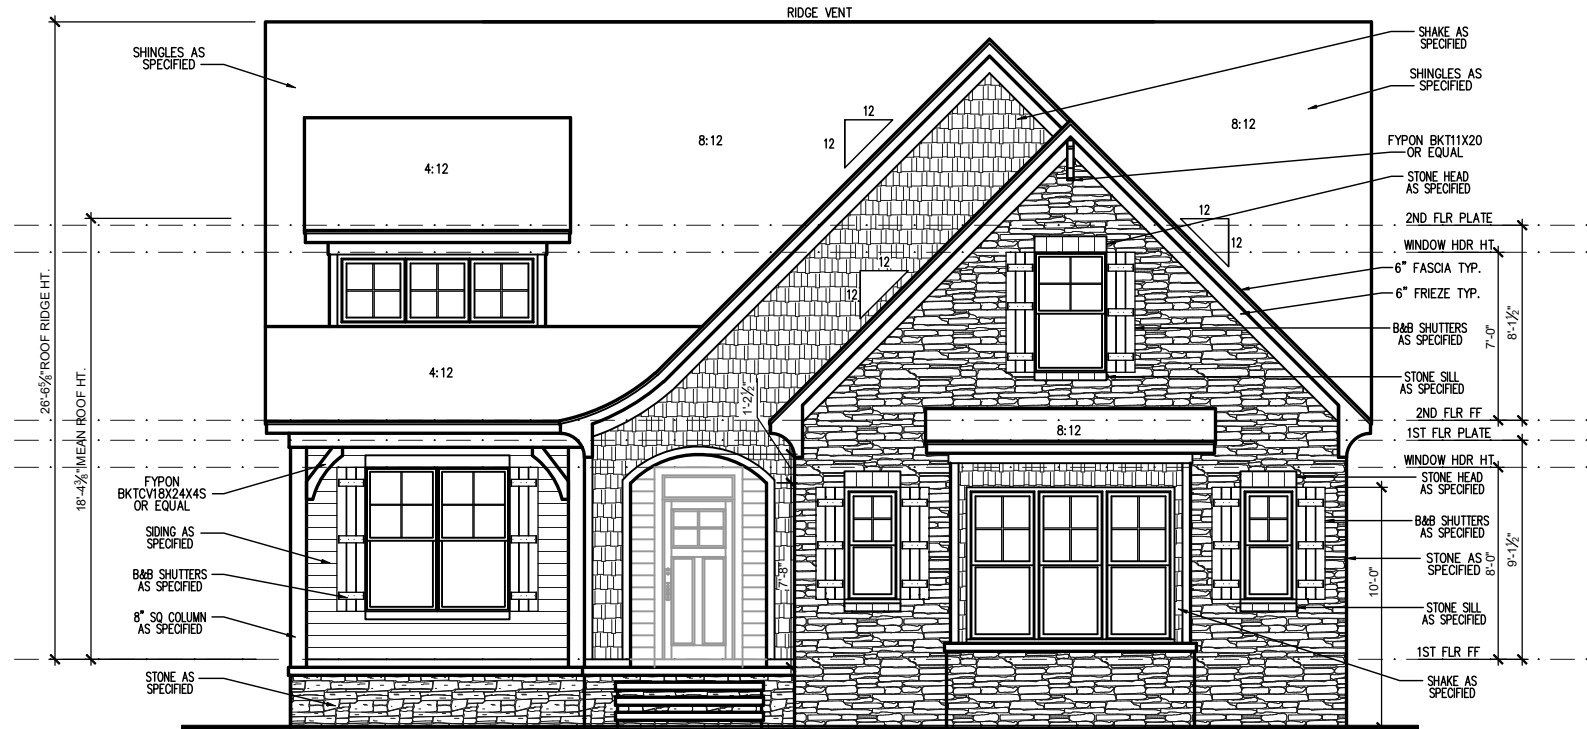 RIDGE VENT
SHINGLES AS
SPECIFIED
SHAKE AS
SPECIFIED
SHINGLES AS
SPECIFIED
12
12
8:12
8:12
4:12
FYPON BKT11X20
OR EQUAL
STONE HEAD
AS SPECIFIED
12
12
2ND FLR PLATE
WINDOW HDR HT.
6" FASCIA TYP.
6" FRIEZE TYP.
12
12
26'-6⅝" ROOF RIDGE HT.
18'-4¾" MEAN ROOF HT.
B&B SHUTTERS
AS SPECIFIED
7'-0"
8'-1½"
4:12
STONE SILL
AS SPECIFIED
1'-2½"
2ND FLR FF
8:12
1ST FLR PLATE
WINDOW HDR HT.
FYPON
BKTCV18X24X4S
OR EQUAL
STONE HEAD
AS SPECIFIED
SIDING AS
SPECIFIED
B&B SHUTTERS
AS SPECIFIED
STONE AS
SPECIFIED
8'-0"
9'-1½"
10'-0"
7'-8"
B&B SHUTTERS
AS SPECIFIED
8" SQ COLUMN
AS SPECIFIED
STONE SILL
AS SPECIFIED
1ST FLR FF
STONE AS
SPECIFIED
SHAKE AS
SPECIFIED